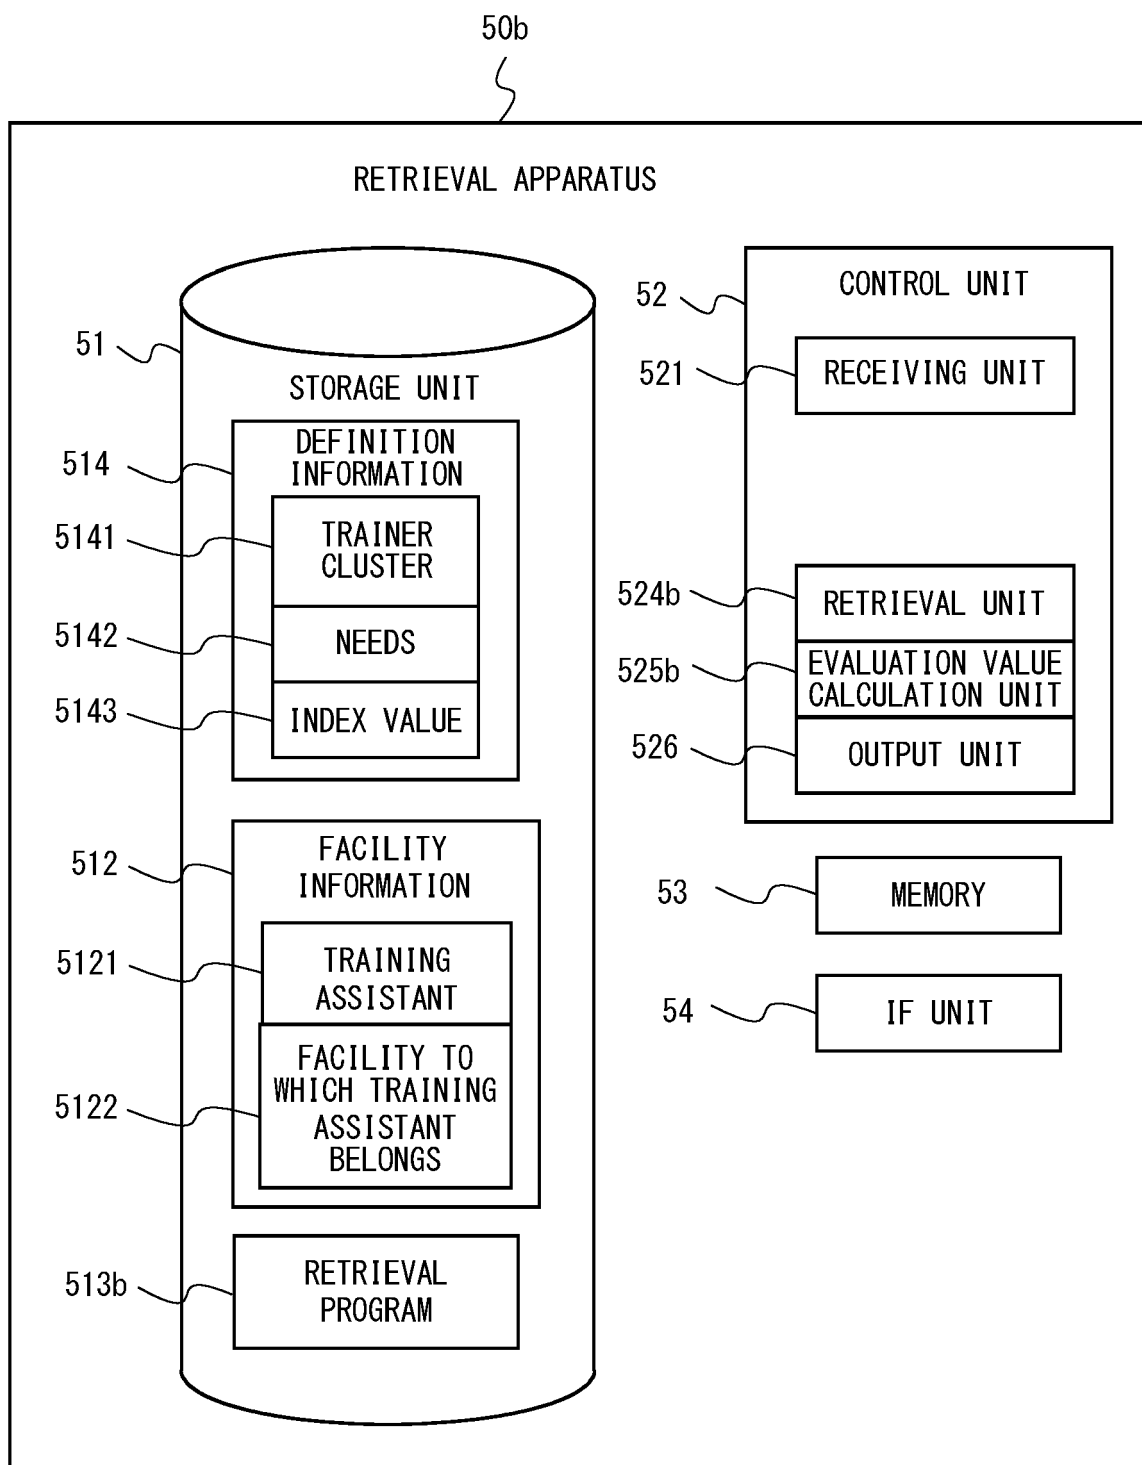 50b
RETRIEVAL APPARATUS
51
STORAGE UNIT
514
DEFINITION
INFORMATION
5141
TRAINER
CLUSTER
5142
NEEDS
5143
INDEX VALUE
512
FACILITY
INFORMATION
5121
TRAINING
ASSISTANT
5122
FACILITY TO
WHICH TRAINING
ASSISTANT
BELONGS
513b
RETRIEVAL
PROGRAM
52
CONTROL UNIT
521
RECEIVING UNIT
524b
RETRIEVAL UNIT
525b
EVALUATION VALUE
CALCULATION UNIT
526
OUTPUT UNIT
53
MEMORY
54
IF UNIT